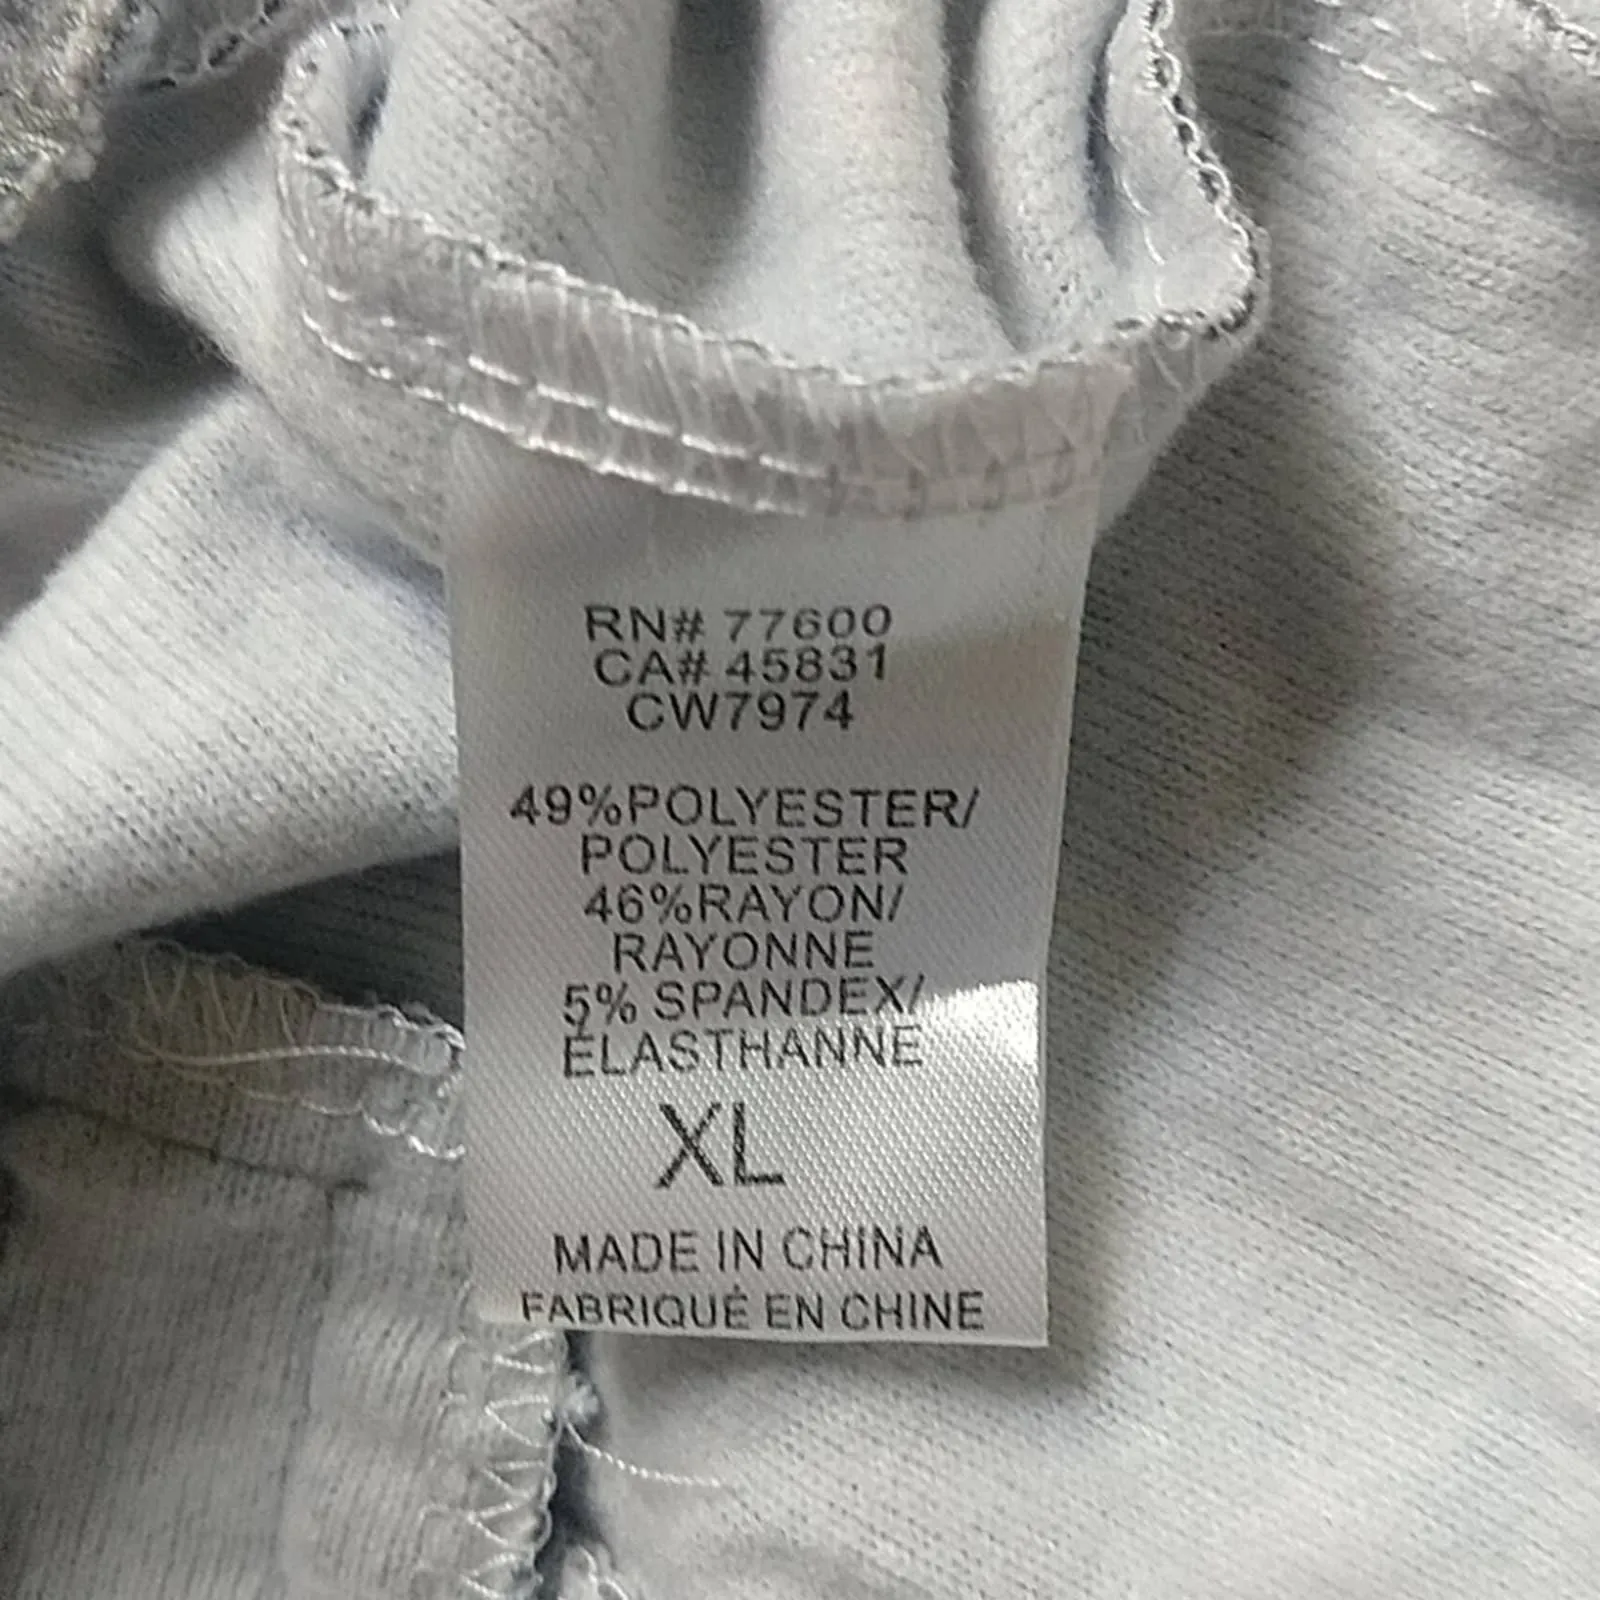 RN# 77600
CA# 45831
CW7974
49%POLYESTER/
POLYESTER
46%RAYON/
RAYONNE
5% SPANDEX/
ÉLASTHANNE
XL
MADE IN CHINA
FABRIQUÉ EN CHINE